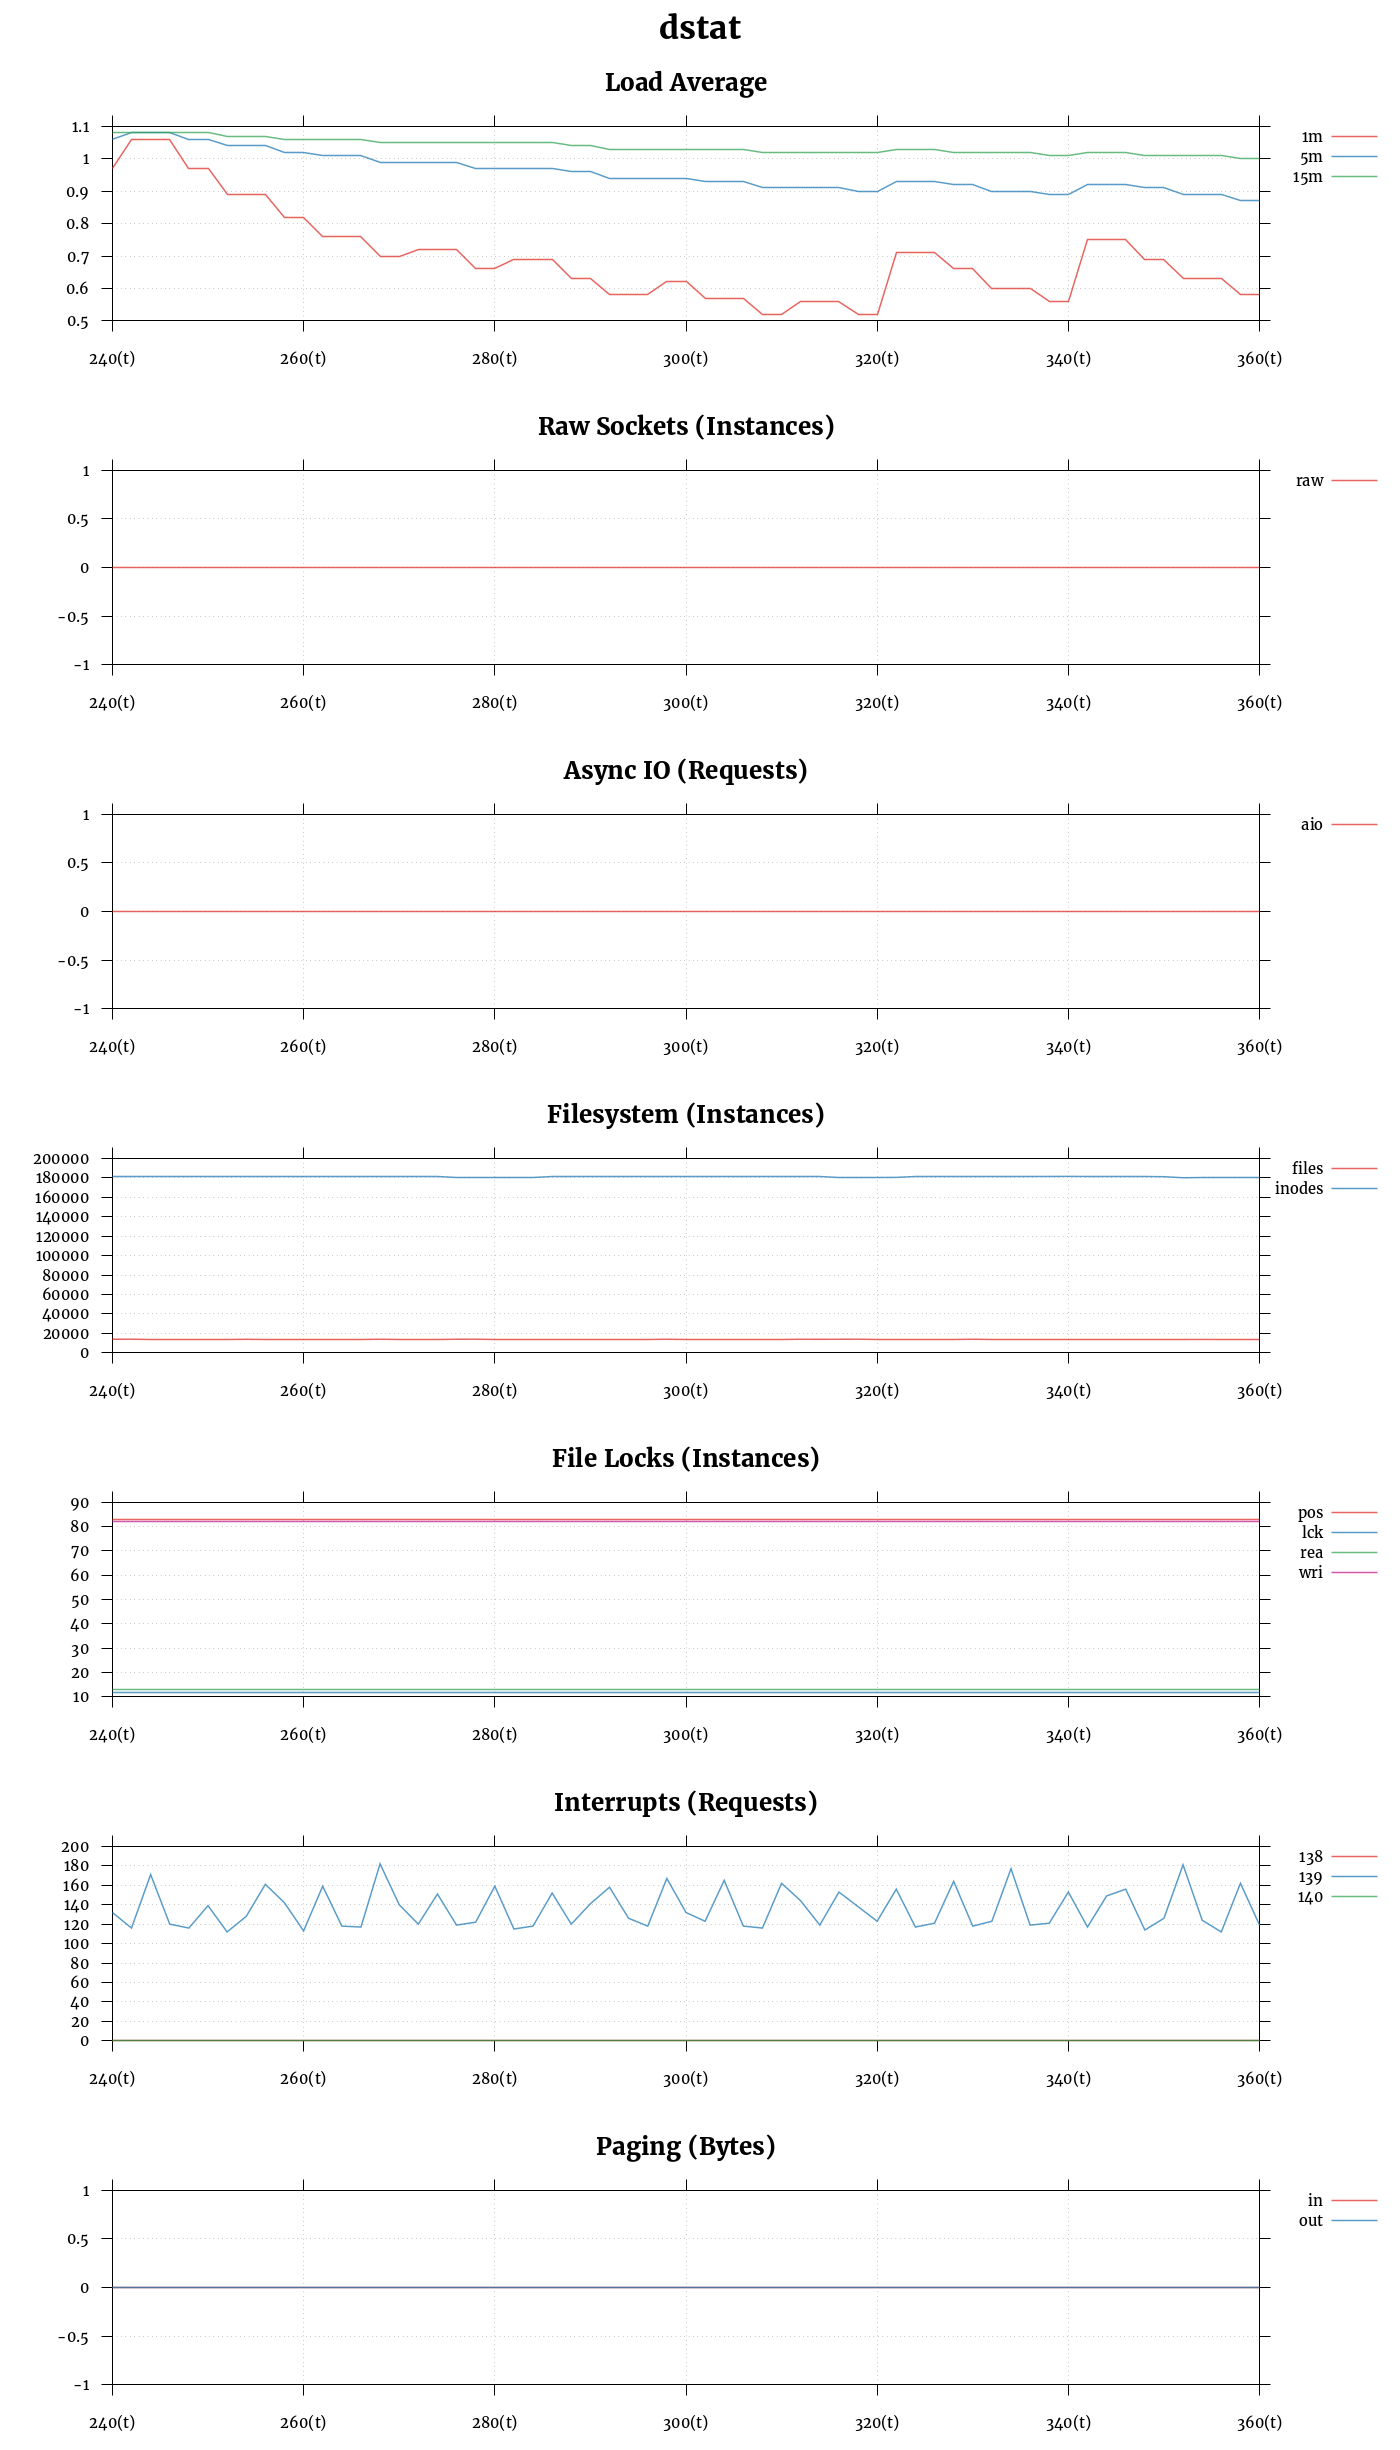 dstat
Load Average
1.1
1
0.9
0.8
0.7
0.6
0.5
240(t) 260(t) 280(t) 300(t) 320(t) 340(t) 360(t)
1m
5m
15m
Raw Sockets (Instances)
1
0.5
0
-0.5
-1
240(t) 260(t) 280(t) 300(t) 320(t) 340(t) 360(t)
raw
Async IO (Requests)
1
0.5
0
-0.5
-1
240(t) 260(t) 280(t) 300(t) 320(t) 340(t) 360(t)
aio
Filesystem (Instances)
200000
180000
160000
140000
120000
100000
80000
60000
40000
20000
0
240(t) 260(t) 280(t) 300(t) 320(t) 340(t) 360(t)
files
inodes
File Locks (Instances)
90
80
70
60
50
40
30
20
10
240(t) 260(t) 280(t) 300(t) 320(t) 340(t) 360(t)
pos
lck
rea
wri
Interrupts (Requests)
200
180
160
140
120
100
80
60
40
20
0
240(t) 260(t) 280(t) 300(t) 320(t) 340(t) 360(t)
138
139
140
Paging (Bytes)
1
0.5
0
-0.5
-1
240(t) 260(t) 280(t) 300(t) 320(t) 340(t) 360(t)
in
out